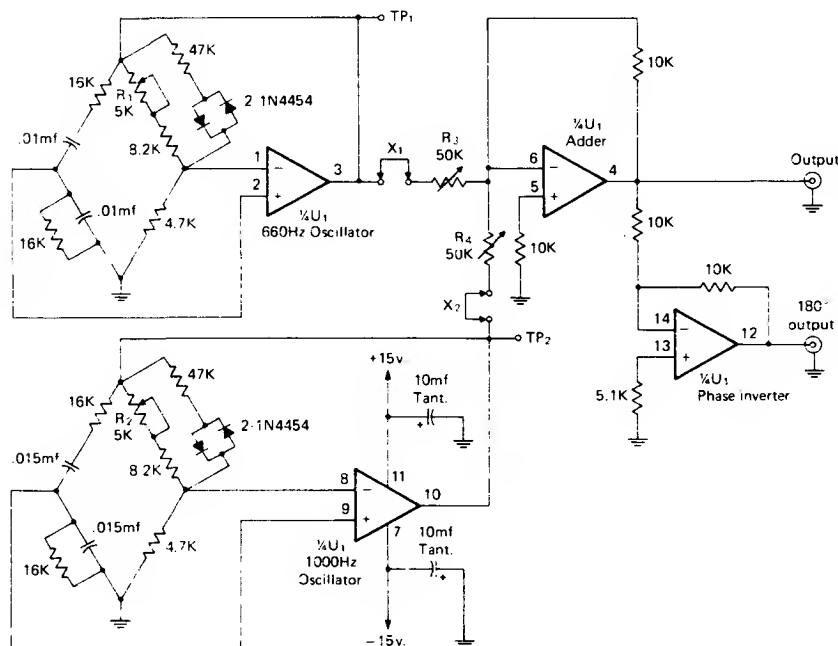 TP1
47K
16K
R1
5K
2 1N4454
.01mf
8.2K
1
2
3
¼U1
660Hz Oscillator
.01mf
16K
4.7K
X1
R3
50K
¼U1
Adder
6
5
4
10K
Output
R4
50K
10K
10K
10K
X2
14
13
12
180°
output
5.1K
¼U1
Phase inverter
TP2
47K
16K
R2
5K
2-1N4454
.015mf
8.2K
+15v
10mf
Tant.
+
8
9
11
10
7
¼U1
1000Hz
Oscillator
.015mf
16K
4.7K
10mf
Tant.
+
−15v.